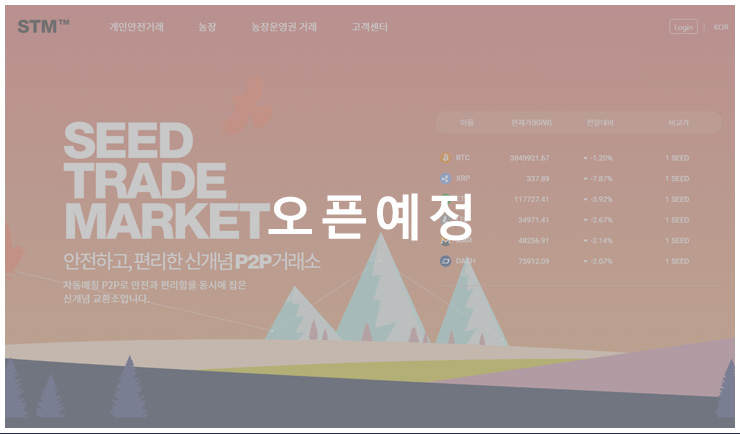 STM™ 개인안전거래 농장 농장운영권 거래 고객센터 Login | KOR
이름 현재가(KRW) 전일대비 비고가
SEED
TRADE
MARKET
BTC 3849921.67 -1.20% 1 SEED
XRP 337.89 -7.87% 1 SEED
117727.41 -3.92% 1 SEED
34971.41 -2.67% 1 SEED
48256.91 -2.14% 1 SEED
DASH 75912.09 -2.07% 1 SEED
오픈예정
안전하고, 편리한 신개념 P2P거래소
자동매칭 P2P로 안전과 편리함을 동시에 잡은
신개념 교환소입니다.